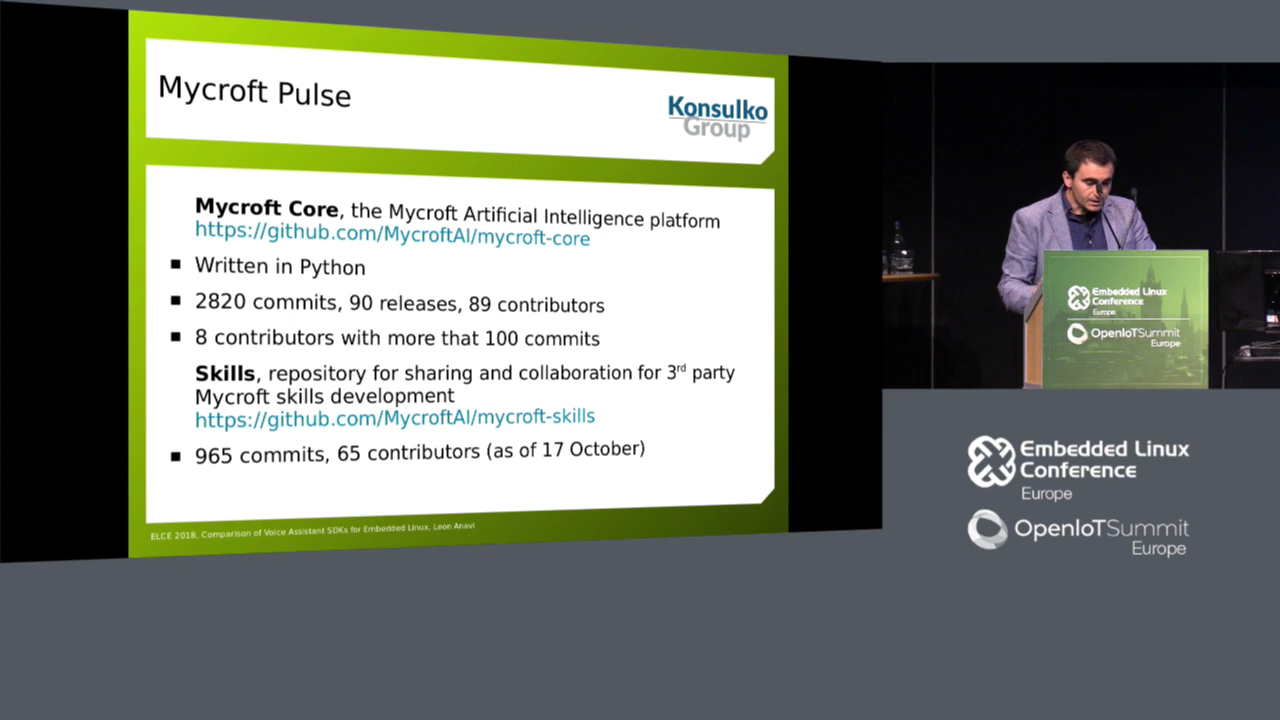 Mycroft Pulse
Konsulko
Group
Mycroft Core, the Mycroft Artificial Intelligence platform
https://github.com/MycroftAI/mycroft-core
Written in Python
2820 commits, 90 releases, 89 contributors
8 contributors with more that 100 commits
Skills, repository for sharing and collaboration for 3rd party
Mycroft skills development
https://github.com/MycroftAI/mycroft-skills
965 commits, 65 contributors (as of 17 October)
ELCE 2018, Comparison of Voice Assistant SDKs for Embedded Linux, Leon Anavi
Embedded Linux
Conference
Europe
OpenIoTSummit
Europe
Embedded Linux
Conference
Europe
OpenIoTSummit
Europe